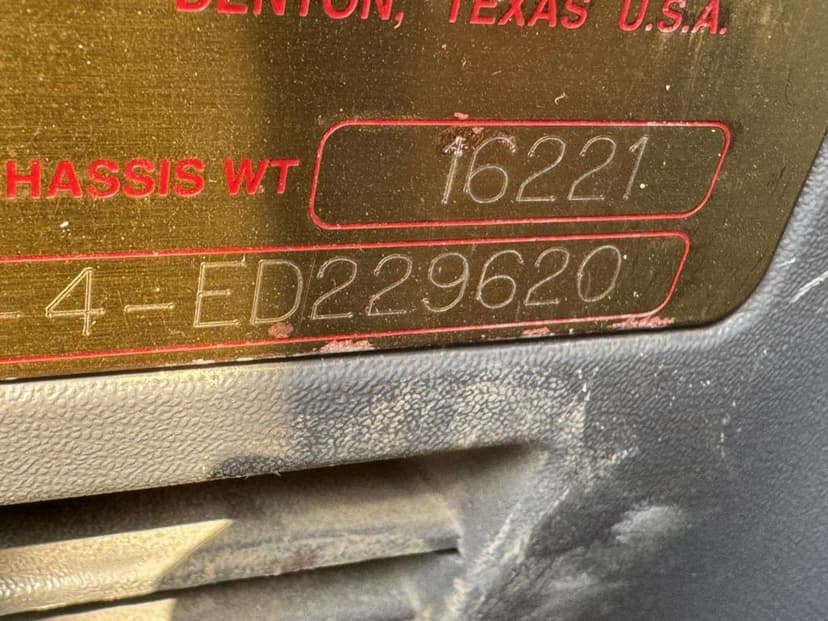 DENTON, TEXAS U.S.A.
HASSIS WT 16221
-4-ED229620